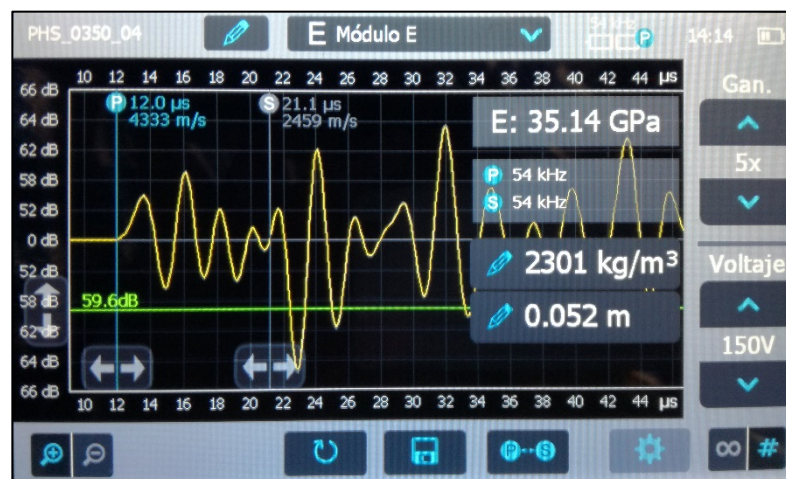 PHS_0350_04 E Módulo E 54 kHz P 14:14
10 12 14 16 18 20 22 24 26 28 30 32 34 36 38 40 42 44 µs
Gan.
66 dB
P 12.0 µs S 21.1 µs
4333 m/s 2459 m/s
64 dB
E: 35.14 GPa
62 dB
5x
58 dB
P 54 kHz
52 dB
S 54 kHz
0 dB
2301 kg/m³
Voltaje
52 dB
58 dB
59.6dB
0.052 m
62 dB
150V
64 dB
66 dB
10 12 14 16 18 20 22 24 26 28 30 32 34 36 38 40 42 44 µs
P S
∞ #